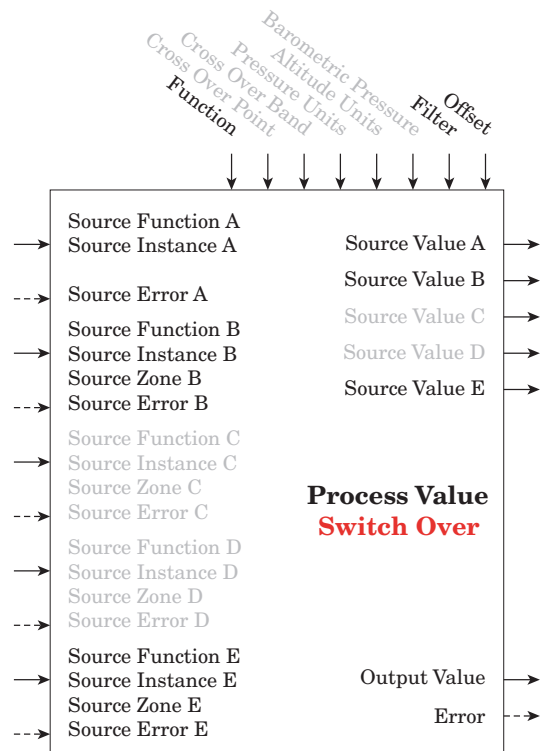 Function
Cross Over Point
Cross Over Band
Pressure Units
Altitude Units
Barometric Pressure
Filter
Offset
Source Function A
Source Instance A
Source Error A
Source Function B
Source Instance B
Source Zone B
Source Error B
Source Function C
Source Instance C
Source Zone C
Source Error C
Source Function D
Source Instance D
Source Zone D
Source Error D
Source Function E
Source Instance E
Source Zone E
Source Error E
Source Value A
Source Value B
Source Value C
Source Value D
Source Value E
Process Value
Switch Over
Output Value
Error